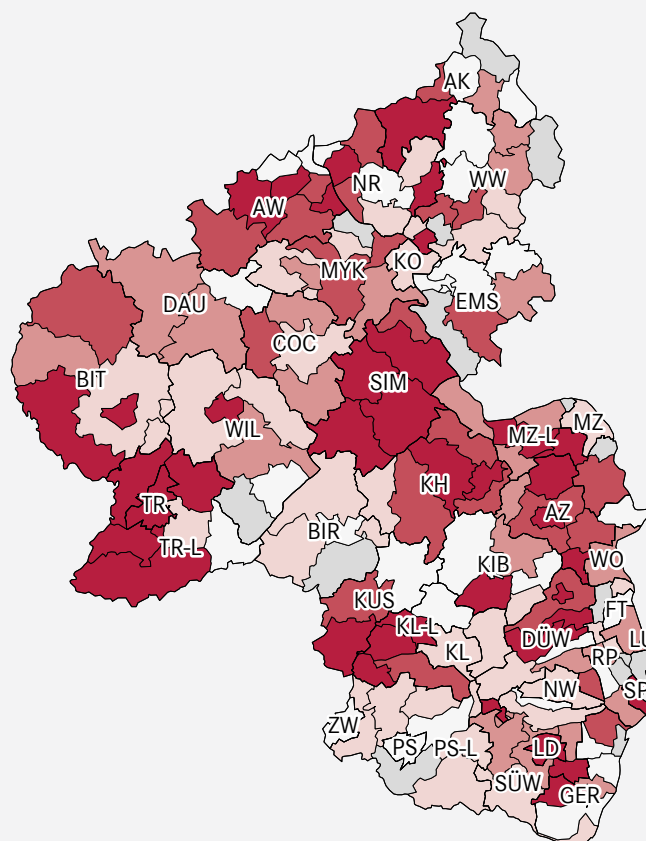 AK
NR
WW
AW
KO
MYK
EMS
DAU
COC
BIT
SIM
WIL
MZ-L
MZ
KH
TR
AZ
BIR
TR-L
KIB
WO
KUS
FT
KL-L
DÜW
LU
KL
RP
NW
SP
ZW
PS
PS-L
LD
SÜW
GER